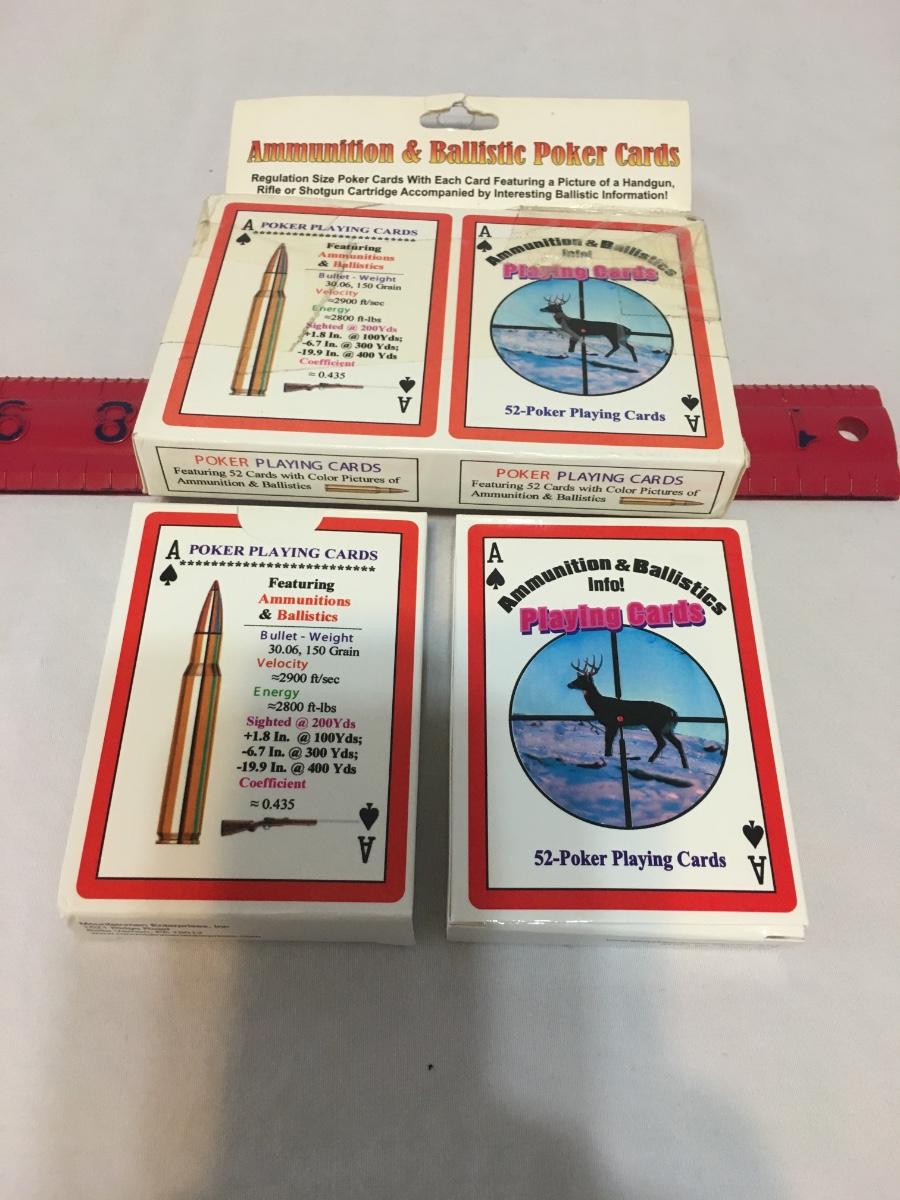 Ammunition & Ballistic Poker Cards
Regulation Size Poker Cards With Each Card Featuring a Picture of a Handgun,
Rifle or Shotgun Cartridge Accompanied by Interesting Ballistic Information!
A
POKER PLAYING CARDS
********************
Featuring
Ammunitions
& Ballistics
Bullet - Weight
30.06, 150 Grain
Velocity
≈2900 ft/sec
Energy
≈2800 ft-lbs
Sighted @ 200Yds
+1.8 In. @ 100Yds;
-6.7 In. @ 300 Yds;
-19.9 In. @ 400 Yds
Coefficient
≈ 0.435
A
A
Ammunition & Ballistics
Info!
Playing Cards
52-Poker Playing Cards
A
POKER PLAYING CARDS
Featuring 52 Cards with Color Pictures of
Ammunition & Ballistics
POKER PLAYING CARDS
Featuring 52 Cards with Color Pictures of
Ammunition & Ballistics
A
POKER PLAYING CARDS
************************
Featuring
Ammunitions
& Ballistics
Bullet - Weight
30.06, 150 Grain
Velocity
≈2900 ft/sec
Energy
≈2800 ft-lbs
Sighted @ 200Yds
+1.8 In. @ 100Yds;
-6.7 In. @ 300 Yds;
-19.9 In. @ 400 Yds
Coefficient
≈ 0.435
A
A
Ammunition & Ballistics
Info!
Playing Cards
52-Poker Playing Cards
A
Enterprises, Inc